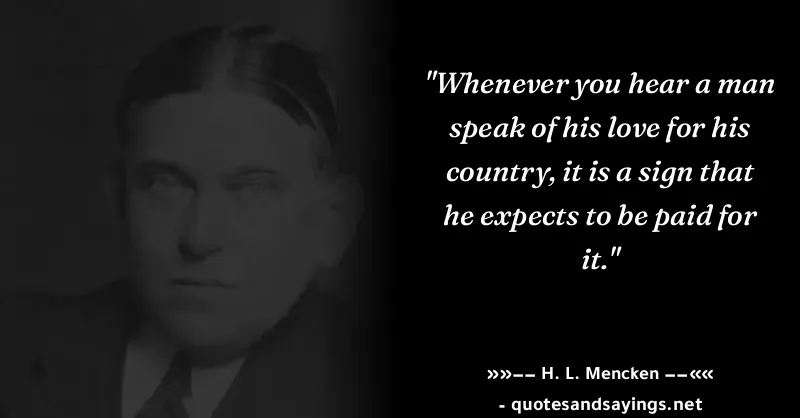 "Whenever you hear a man
speak of his love for his
country, it is a sign that
he expects to be paid for
it."
»»–– H. L. Mencken ––««
- quotesandsayings.net